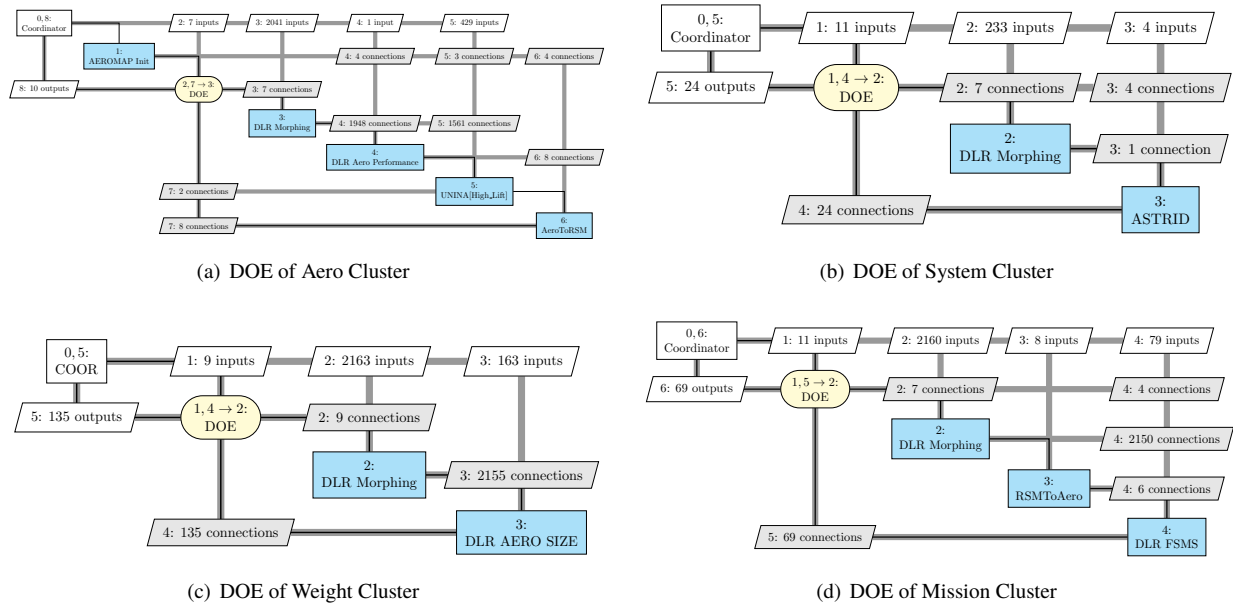 0, 8:
Coordinator
2: 7 inputs
3: 2041 inputs
4: 1 input
5: 429 inputs
1:
AEROMAP Init
4: 4 connections
5: 3 connections
6: 4 connections
8: 10 outputs
2, 7 → 3:
DOE
3: 7 connections
3:
DLR Morphing
4: 1948 connections
5: 1561 connections
4:
DLR Aero Performance
6: 8 connections
7: 2 connections
5:
UNINA[High_Lift]
7: 8 connections
6:
AeroToRSM
(a) DOE of Aero Cluster
0, 5:
Coordinator
1: 11 inputs
2: 233 inputs
3: 4 inputs
5: 24 outputs
1, 4 → 2:
DOE
2: 7 connections
3: 4 connections
2:
DLR Morphing
3: 1 connection
4: 24 connections
3:
ASTRID
(b) DOE of System Cluster
0, 5:
COOR
1: 9 inputs
2: 2163 inputs
3: 163 inputs
5: 135 outputs
1, 4 → 2:
DOE
2: 9 connections
2:
DLR Morphing
3: 2155 connections
4: 135 connections
3:
DLR AERO SIZE
(c) DOE of Weight Cluster
0, 6:
Coordinator
1: 11 inputs
2: 2160 inputs
3: 8 inputs
4: 79 inputs
6: 69 outputs
1, 5 → 2:
DOE
2: 7 connections
4: 4 connections
2:
DLR Morphing
4: 2150 connections
3:
RSMToAero
4: 6 connections
5: 69 connections
4:
DLR FSMS
(d) DOE of Mission Cluster